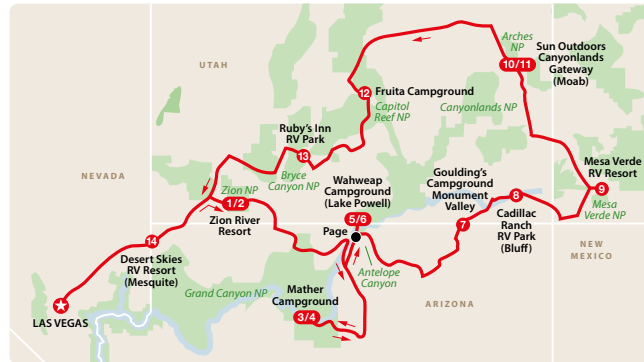 Arches
NP
Sun Outdoors
Canyonlands
Gateway
(Moab)
10/11
UTAH
12
Fruita Campground
Capitol
Reef NP
Canyonlands NP
Ruby's Inn
RV Park
13
Bryce
Canyon NP
NEVADA
Zion NP
1/2
Zion River
Resort
Wahweap
Campground
(Lake Powell)
5/6
Page
Goulding's
Campground
Monument
Valley
7
8
Cadillac
Ranch
RV Park
(Bluff)
Mesa Verde
RV Resort
9
Mesa
Verde NP
NEW
MEXICO
14
Desert Skies
RV Resort
(Mesquite)
Antelope
Canyon
Grand Canyon NP
Mather
Campground
3/4
ARIZONA
LAS VEGAS